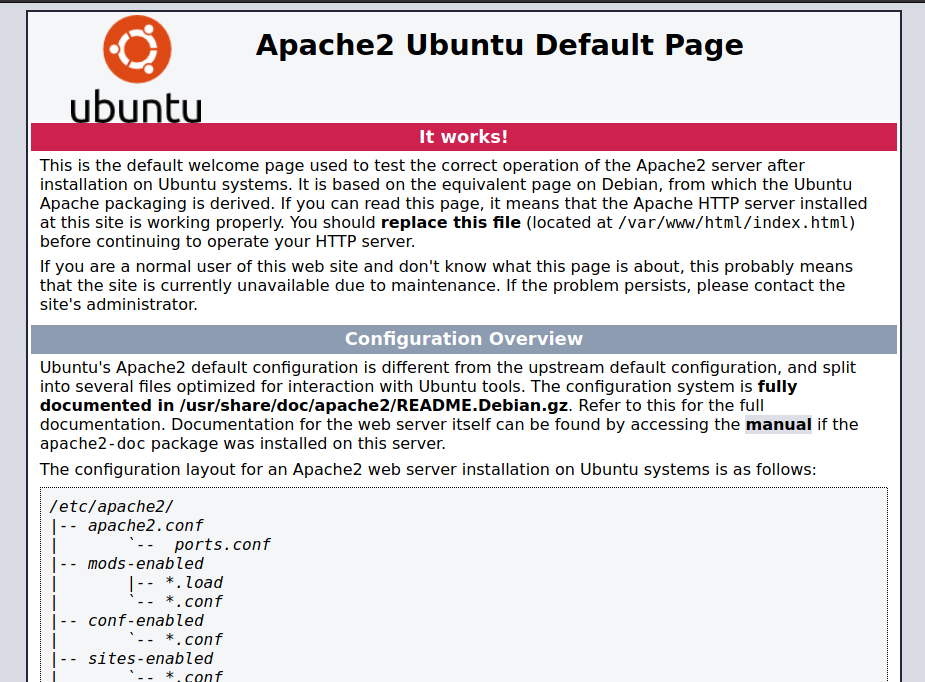 ubuntu
Apache2 Ubuntu Default Page
It works!
This is the default welcome page used to test the correct operation of the Apache2 server after
installation on Ubuntu systems. It is based on the equivalent page on Debian, from which the Ubuntu
Apache packaging is derived. If you can read this page, it means that the Apache HTTP server installed
at this site is working properly. You should replace this file (located at /var/www/html/index.html)
before continuing to operate your HTTP server.
If you are a normal user of this web site and don't know what this page is about, this probably means
that the site is currently unavailable due to maintenance. If the problem persists, please contact the
site's administrator.
Configuration Overview
Ubuntu's Apache2 default configuration is different from the upstream default configuration, and split
into several files optimized for interaction with Ubuntu tools. The configuration system is fully
documented in /usr/share/doc/apache2/README.Debian.gz. Refer to this for the full
documentation. Documentation for the web server itself can be found by accessing the manual if the
apache2-doc package was installed on this server.
The configuration layout for an Apache2 web server installation on Ubuntu systems is as follows:
/etc/apache2/
|-- apache2.conf
|       `--  ports.conf
|-- mods-enabled
|       |-- *.load
|       `-- *.conf
|-- conf-enabled
|       `-- *.conf
|-- sites-enabled
|       `-- *.conf